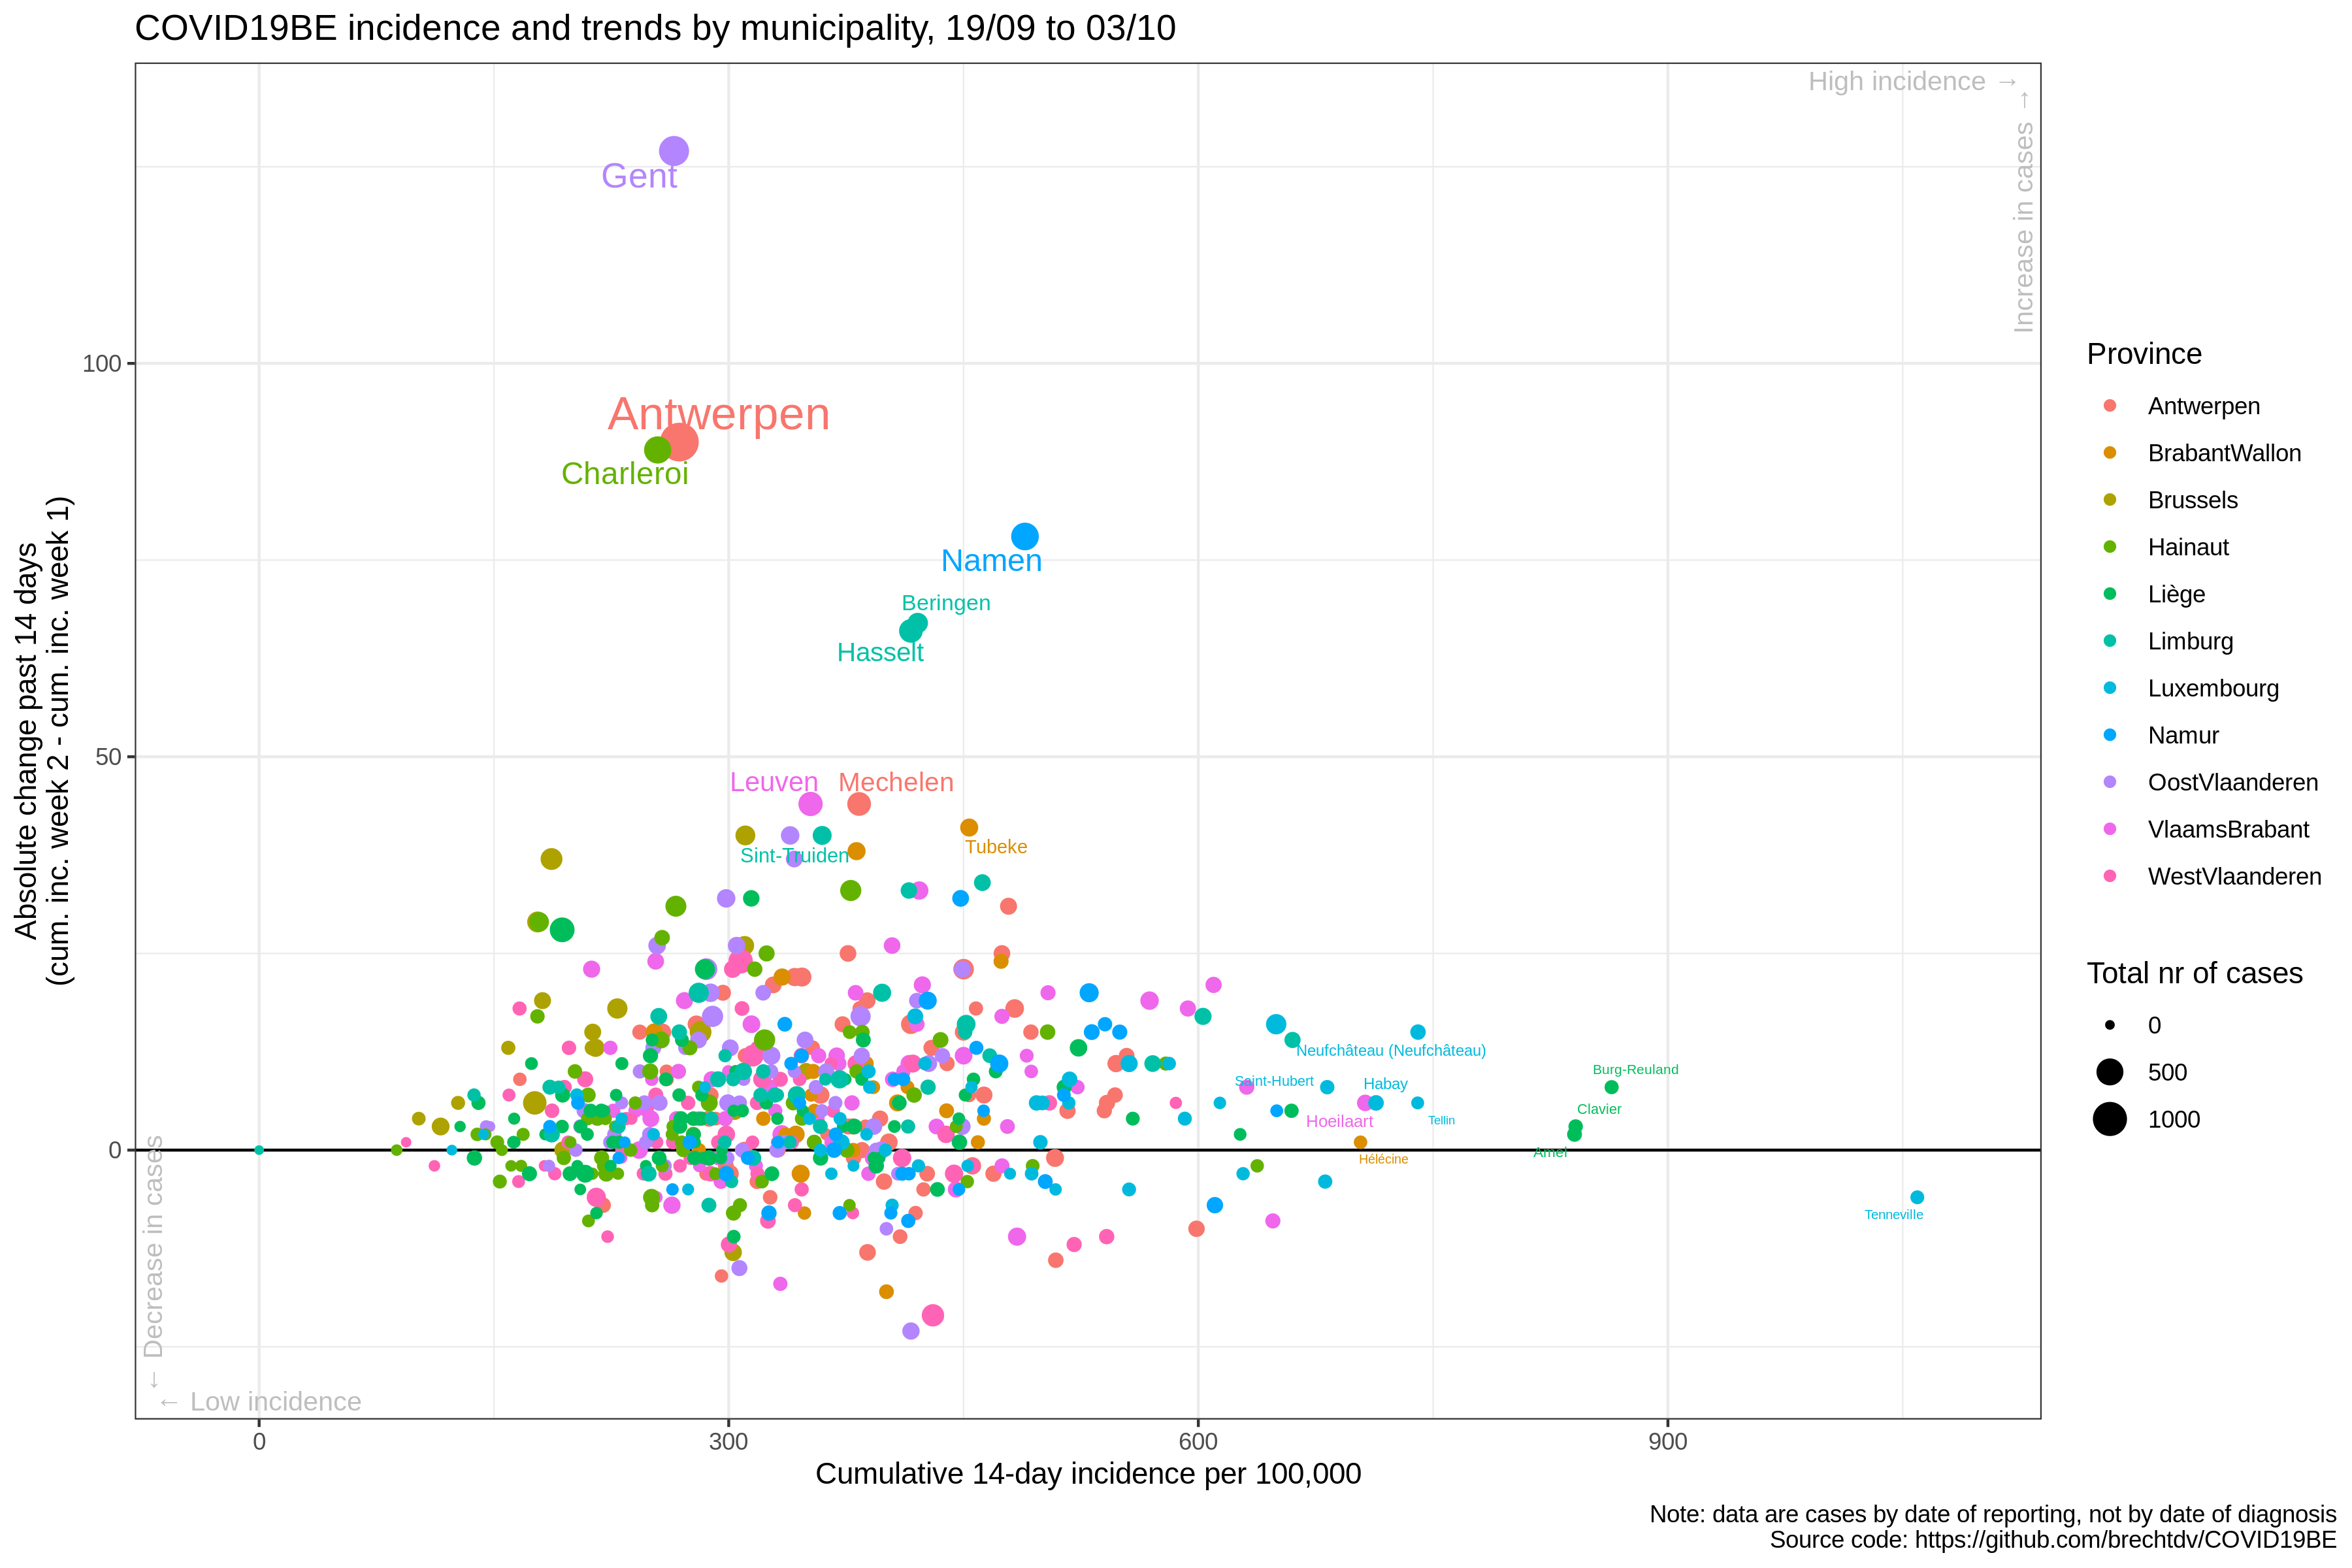 COVID19BE incidence and trends by municipality, 19/09 to 03/10
High incidence →
Increase in cases →
Gent
100
Antwerpen
Charleroi
Namen
Beringen
Hasselt
50
Leuven
Mechelen
Tubeke
Sint-Truiden
Neufchâteau (Neufchâteau)
Saint-Hubert
Habay
Burg-Reuland
Hoeilaart
Tellin
Clavier
0
Hélécine
Amel
Tenneville
← Decrease in cases
← Low incidence
0
300
600
900
Cumulative 14-day incidence per 100,000
Absolute change past 14 days
(cum. inc. week 2 - cum. inc. week 1)
Province
Antwerpen
BrabantWallon
Brussels
Hainaut
Liège
Limburg
Luxembourg
Namur
OostVlaanderen
VlaamsBrabant
WestVlaanderen
Total nr of cases
0
500
1000
Note: data are cases by date of reporting, not by date of diagnosis
Source code: https://github.com/brechtdv/COVID19BE